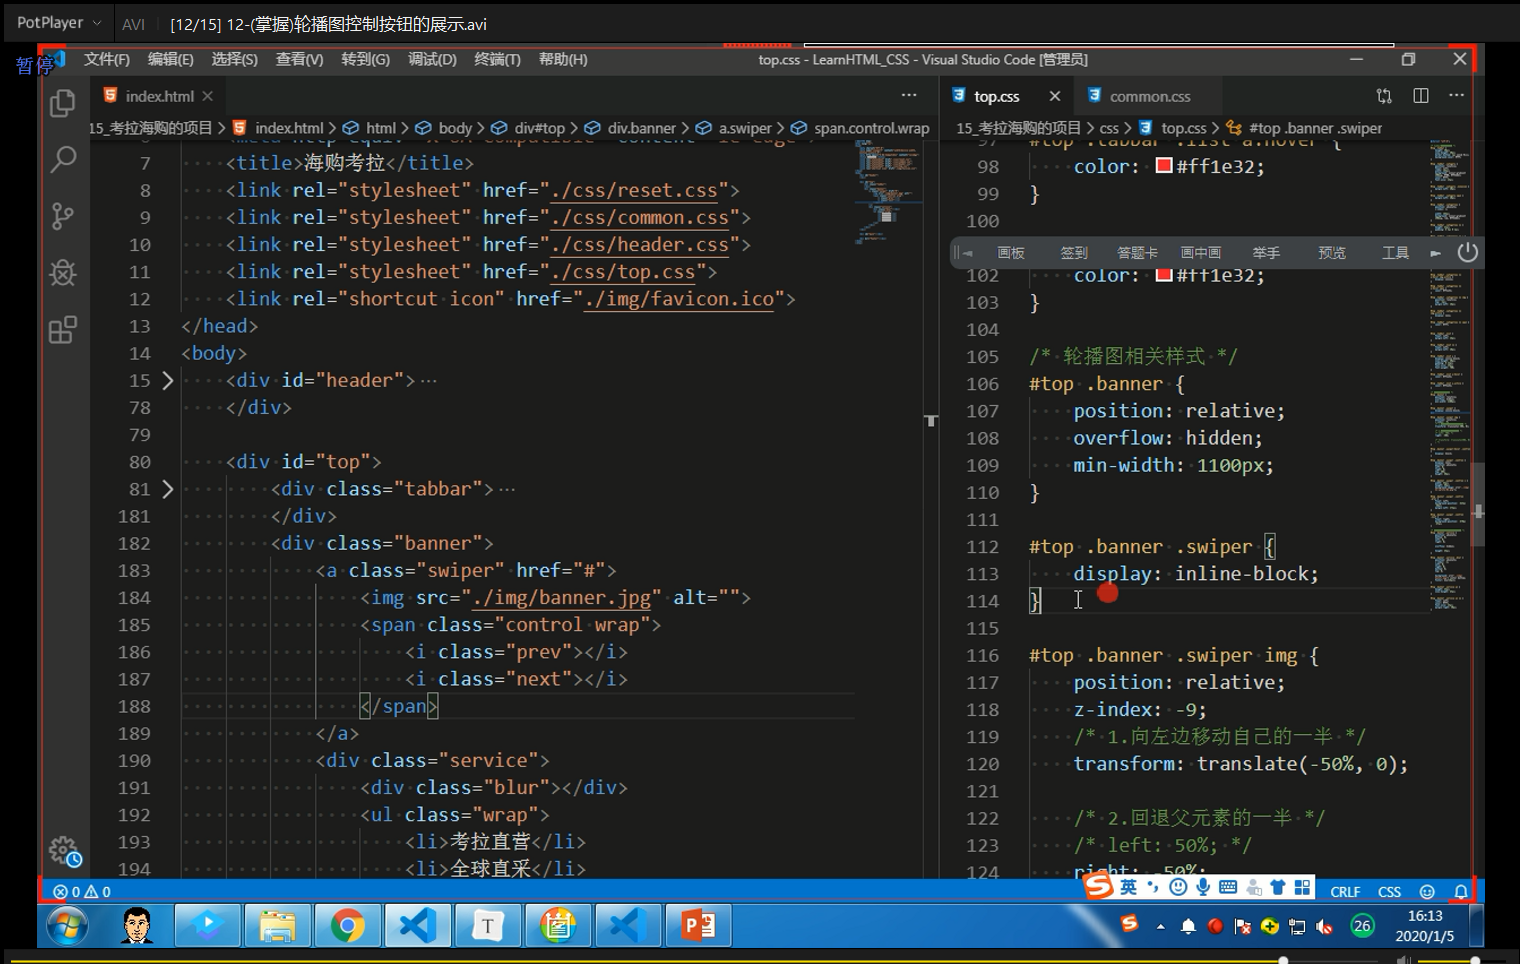 PotPlayer AVI [12/15] 12-(掌握)轮播图控制按钮的展示.avi
暂停
文件(F) 编辑(E) 选择(S) 查看(V) 转到(G) 调试(D) 终端(T) 帮助(H) top.css - LearnHTML_CSS - Visual Studio Code [管理员]
index.html
15_考拉海购的项目 > index.html > html > body > div#top > div.banner > a.swiper > span.control.wrap
7 <title>海购考拉</title>
8 <link rel="stylesheet" href="./css/reset.css">
9 <link rel="stylesheet" href="./css/common.css">
10 <link rel="stylesheet" href="./css/header.css">
11 <link rel="stylesheet" href="./css/top.css">
12 <link rel="shortcut icon" href="./img/favicon.ico">
13 </head>
14 <body>
15 <div id="header">…
78 </div>
79
80 <div id="top">
81 <div class="tabbar">…
181 </div>
182 <div class="banner">
183 <a class="swiper" href="#">
184 <img src="./img/banner.jpg" alt="">
185 <span class="control wrap">
186 <i class="prev"></i>
187 <i class="next"></i>
188 </span>
189 </a>
190 <div class="service">
191 <div class="blur"></div>
192 <ul class="wrap">
193 <li>考拉直营</li>
194 <li>全球直采</li>
top.css common.css
15_考拉海购的项目 > css > top.css > #top .banner .swiper
97 #top .tabbar .list a:hover {
98 color: #ff1e32;
99 }
100
画板 签到 答题卡 画中画 举手 预览 工具
102 color: #ff1e32;
103 }
104
105 /* 轮播图相关样式 */
106 #top .banner {
107 position: relative;
108 overflow: hidden;
109 min-width: 1100px;
110 }
111
112 #top .banner .swiper {
113 display: inline-block;
114 }
115
116 #top .banner .swiper img {
117 position: relative;
118 z-index: -9;
119 /* 1.向左边移动自己的一半 */
120 transform: translate(-50%, 0);
121
122 /* 2.回退父元素的一半 */
123 /* left: 50%; */
124 right: -50%;
0 0
英
CRLF CSS
T
26
16:13
2020/1/5